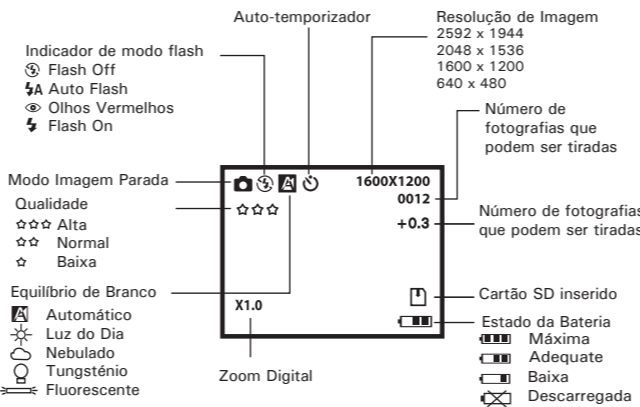 Auto-temporizador
Resolução de Imagem
2592 x 1944
2048 x 1536
1600 x 1200
640 x 480
Indicador de modo flash
Flash Off
A Auto Flash
Olhos Vermelhos
Flash On
Número de
fotografias que
podem ser tiradas
Modo Imagem Parada
Qualidade
Alta
Normal
Baixa
A
1600X1200
0012
+0.3
X1.0
Número de fotografias
que podem ser tiradas
Equilíbrio de Branco
A Automático
Luz do Dia
Nebulado
Tungsténio
Fluorescente
Zoom Digital
Cartão SD inserido
Estado da Bateria
Máxima
Adequate
Baixa
Descarregada